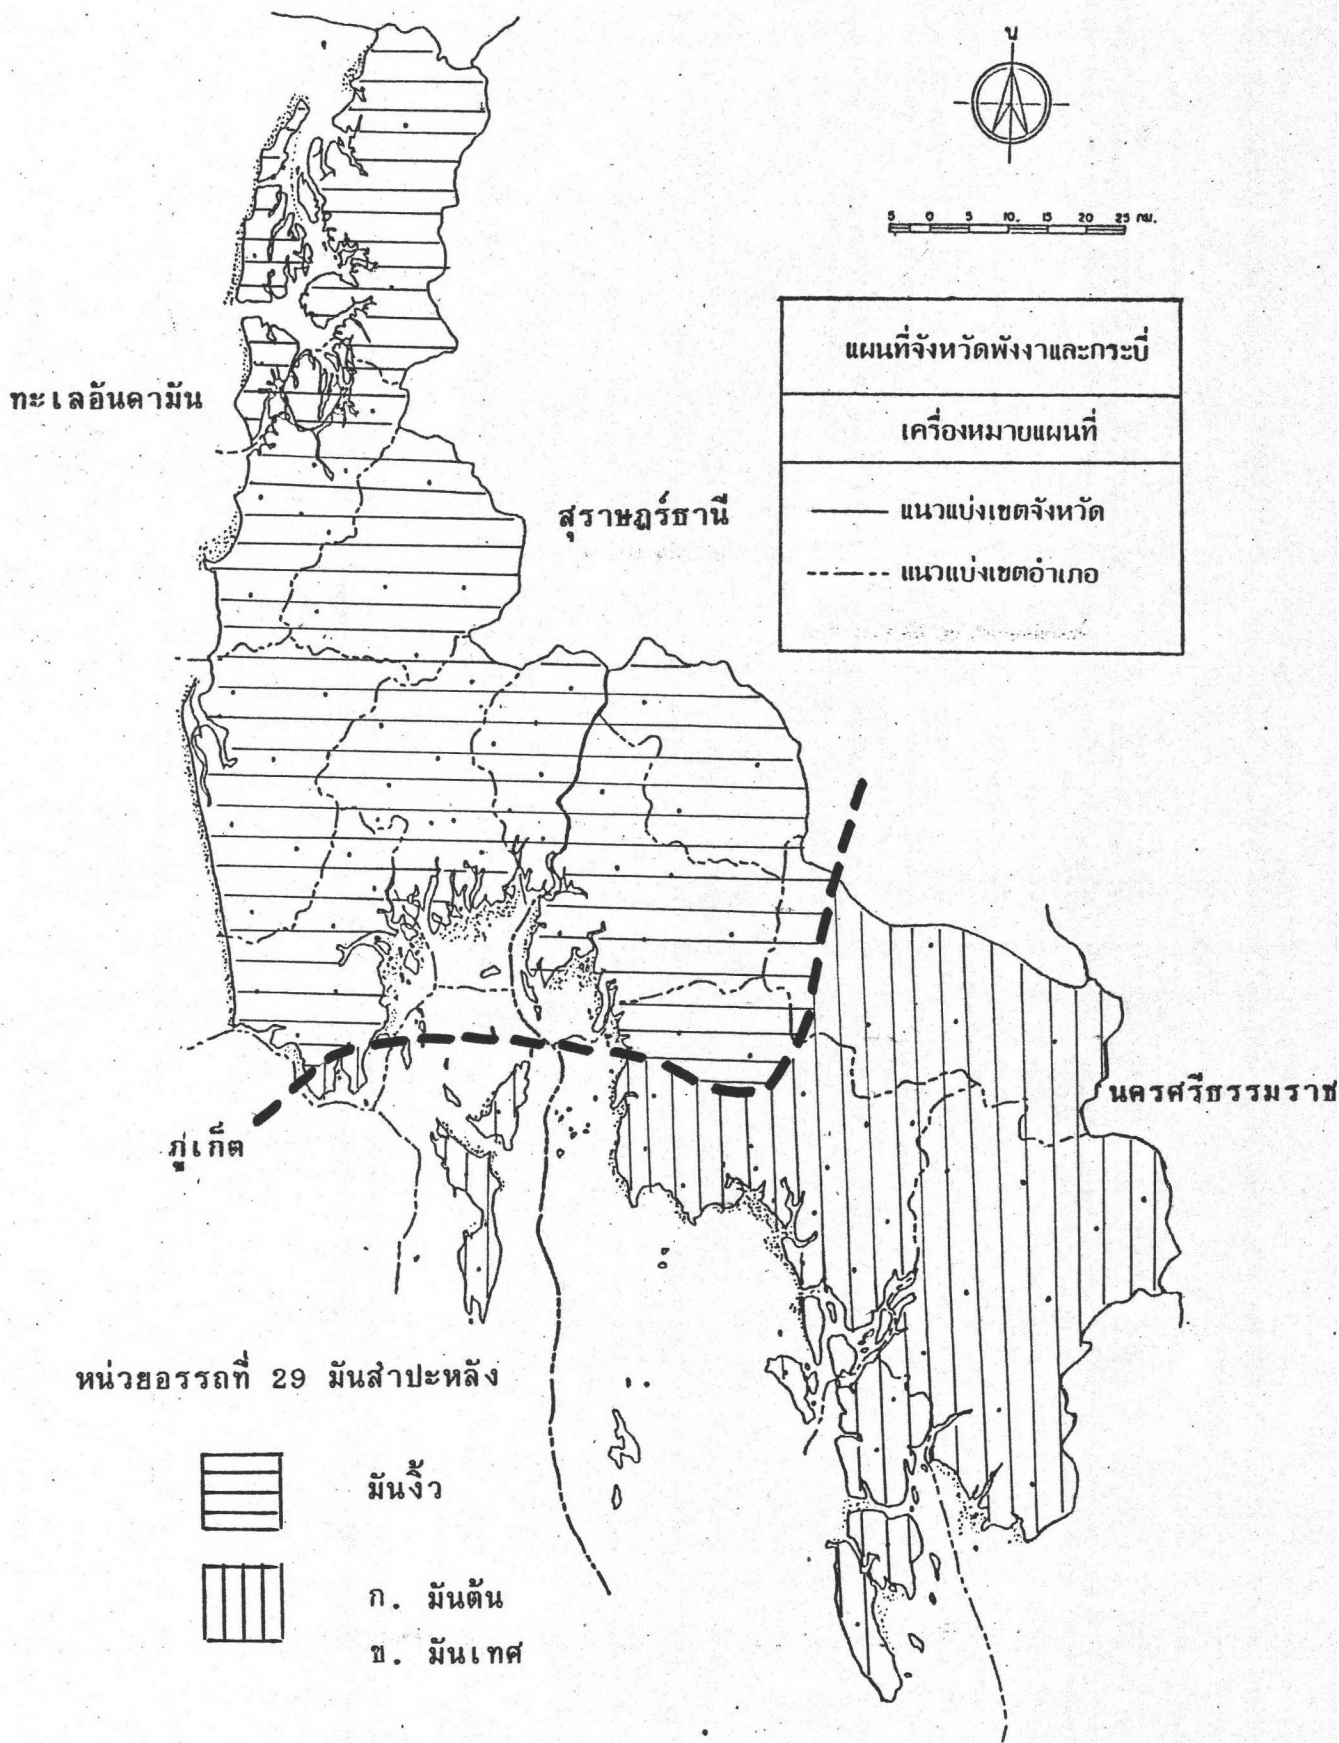 น
5 0 5 10 15 20 25 กม.
แผนที่จังหวัดพังงาและกระบี่
เครื่องหมายแผนที่
แนวแบ่งเขตจังหวัด
แนวแบ่งเขตอำเภอ
ทะเลอันดามัน
สุราษฎร์ธานี
นครศรีธรรมราช
ภูเก็ต
หน่วยอรรถที่ 29 มันสำปะหลัง
มันงิ้ว
ก. มันต้น
ข. มันเทศ